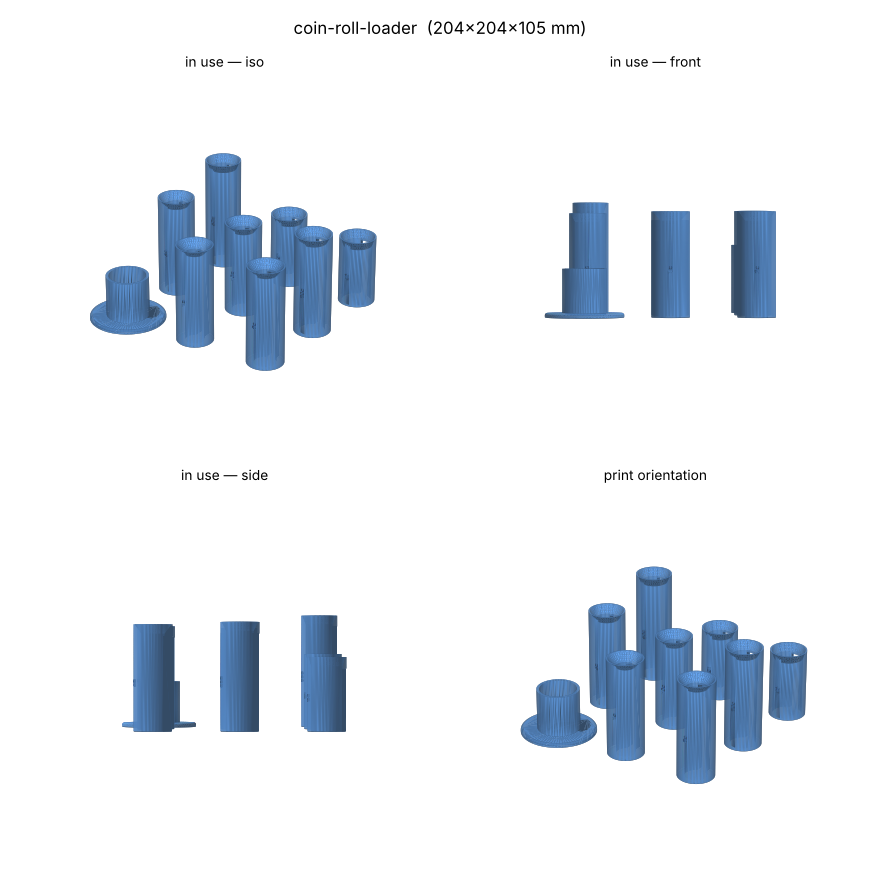 coin-roll-loader (204×204×105 mm)
in use — iso
in use — front
in use — side
print orientation